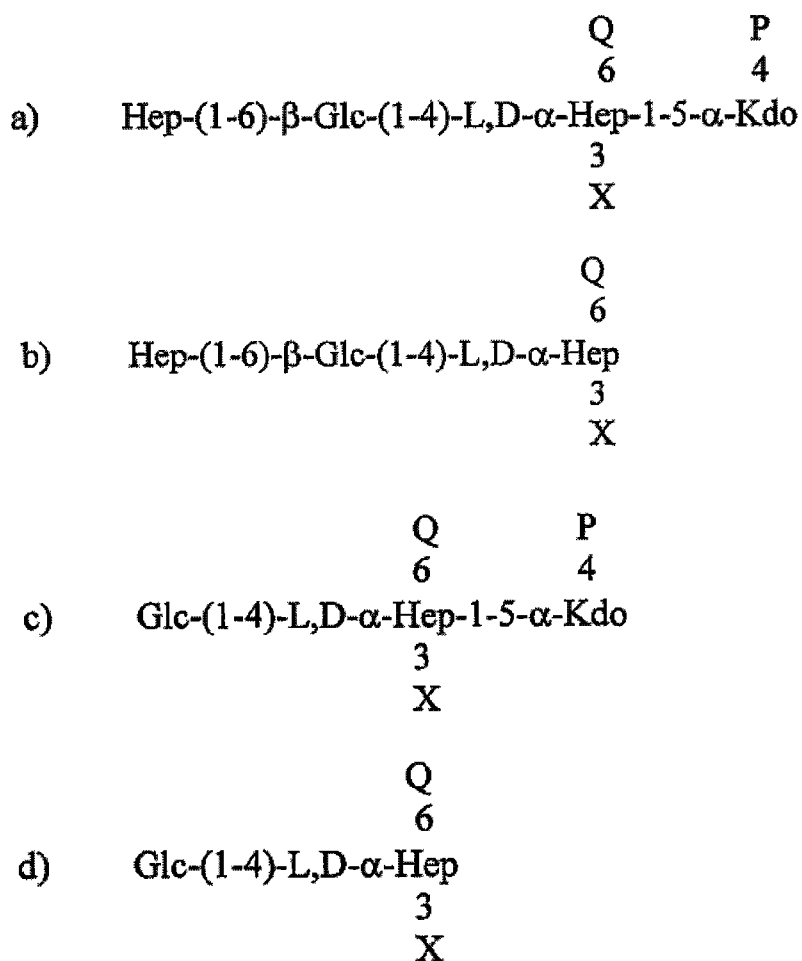 Q P
6 4
a) Hep-(1-6)-β-Glc-(1-4)-L,D-α-Hep-1-5-α-Kdo
3
X
Q
6
b) Hep-(1-6)-β-Glc-(1-4)-L,D-α-Hep
3
X
Q P
6 4
c) Glc-(1-4)-L,D-α-Hep-1-5-α-Kdo
3
X
Q
6
d) Glc-(1-4)-L,D-α-Hep
3
X